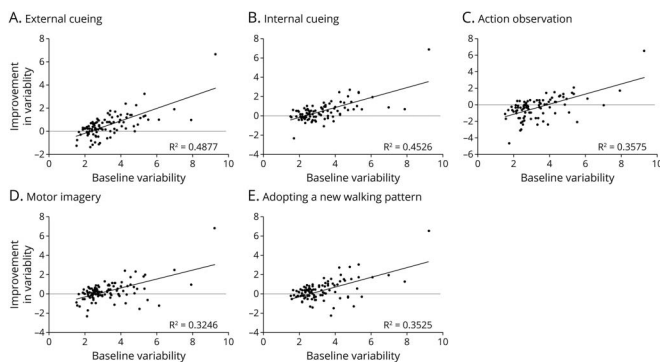 A. External cueing
B. Internal cueing
C. Action observation
Improvement
in variability
8
6
4
2
0
−2
0 2 4 6 8 10
R² = 0.4877
Baseline variability
8
6
4
2
0
−2
−4
0 2 4 6 8 10
R² = 0.4526
Baseline variability
8
6
4
2
0
−2
−4
−6
0 2 4 6 8 10
R² = 0.3575
Baseline variability
D. Motor imagery
E. Adopting a new walking pattern
Improvement
in variability
8
6
4
2
0
−2
−4
0 2 4 6 8 10
R² = 0.3246
Baseline variability
8
6
4
2
0
−2
−4
0 2 4 6 8 10
R² = 0.3525
Baseline variability